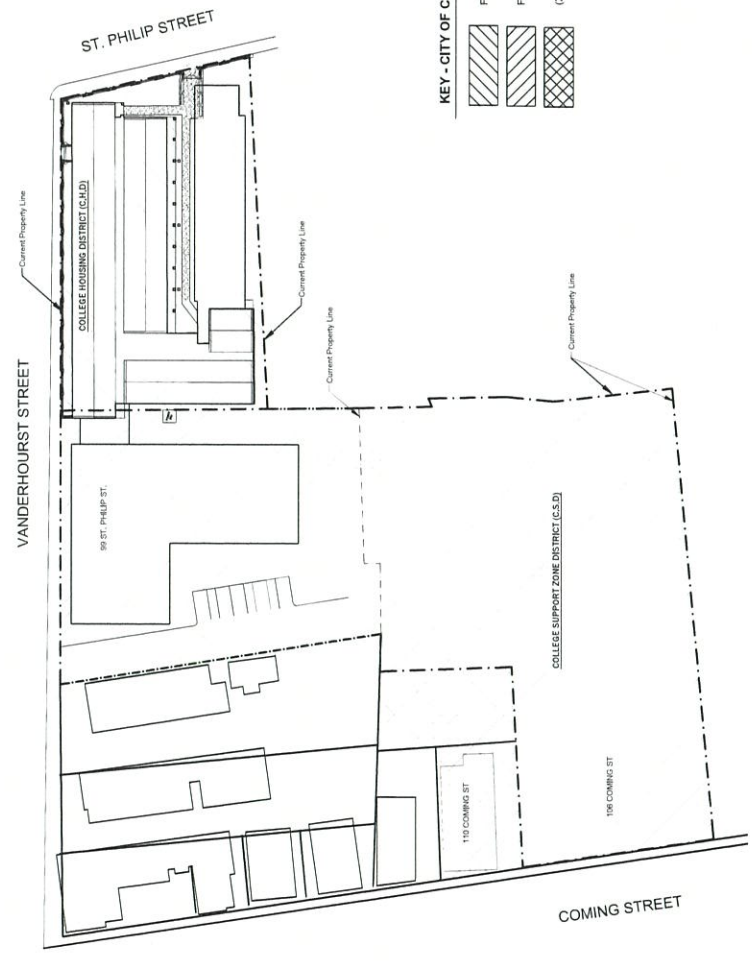 ST. PHILIP STREET
KEY - CITY OF C
F
F
(
Current Property Line
COLLEGE HOUSING DISTRICT (C.H.D)
Current Property Line
VANDERHOURST STREET
Current Property Line
Current Property Line
h
99 ST. PHILIP ST.
COLLEGE SUPPORT ZONE DISTRICT (C.S.D)
110 COMING ST
106 COMING ST
COMING STREET